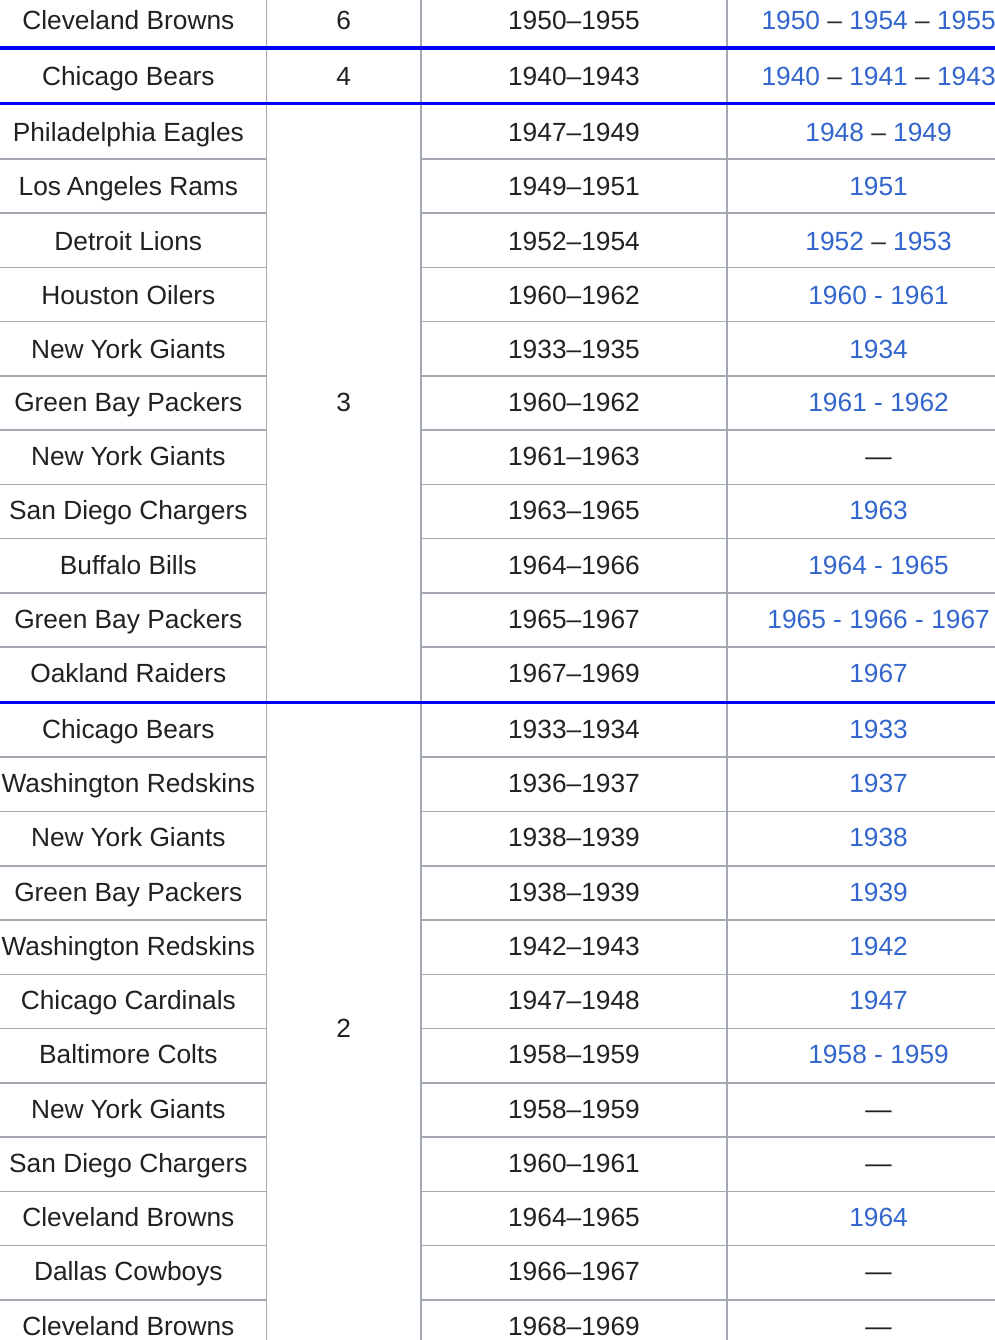 Cleveland Browns 6 1950–1955 1950 – 1954 – 1955
Chicago Bears 4 1940–1943 1940 – 1941 – 1943
Philadelphia Eagles 1947–1949 1948 – 1949
Los Angeles Rams 1949–1951 1951
Detroit Lions 1952–1954 1952 – 1953
Houston Oilers 1960–1962 1960 - 1961
New York Giants 1933–1935 1934
Green Bay Packers 3 1960–1962 1961 - 1962
New York Giants 1961–1963 —
San Diego Chargers 1963–1965 1963
Buffalo Bills 1964–1966 1964 - 1965
Green Bay Packers 1965–1967 1965 - 1966 - 1967
Oakland Raiders 1967–1969 1967
Chicago Bears 1933–1934 1933
Washington Redskins 1936–1937 1937
New York Giants 1938–1939 1938
Green Bay Packers 1938–1939 1939
Washington Redskins 1942–1943 1942
Chicago Cardinals 1947–1948 1947
2
Baltimore Colts 1958–1959 1958 - 1959
New York Giants 1958–1959 —
San Diego Chargers 1960–1961 —
Cleveland Browns 1964–1965 1964
Dallas Cowboys 1966–1967 —
Cleveland Browns 1968–1969 —